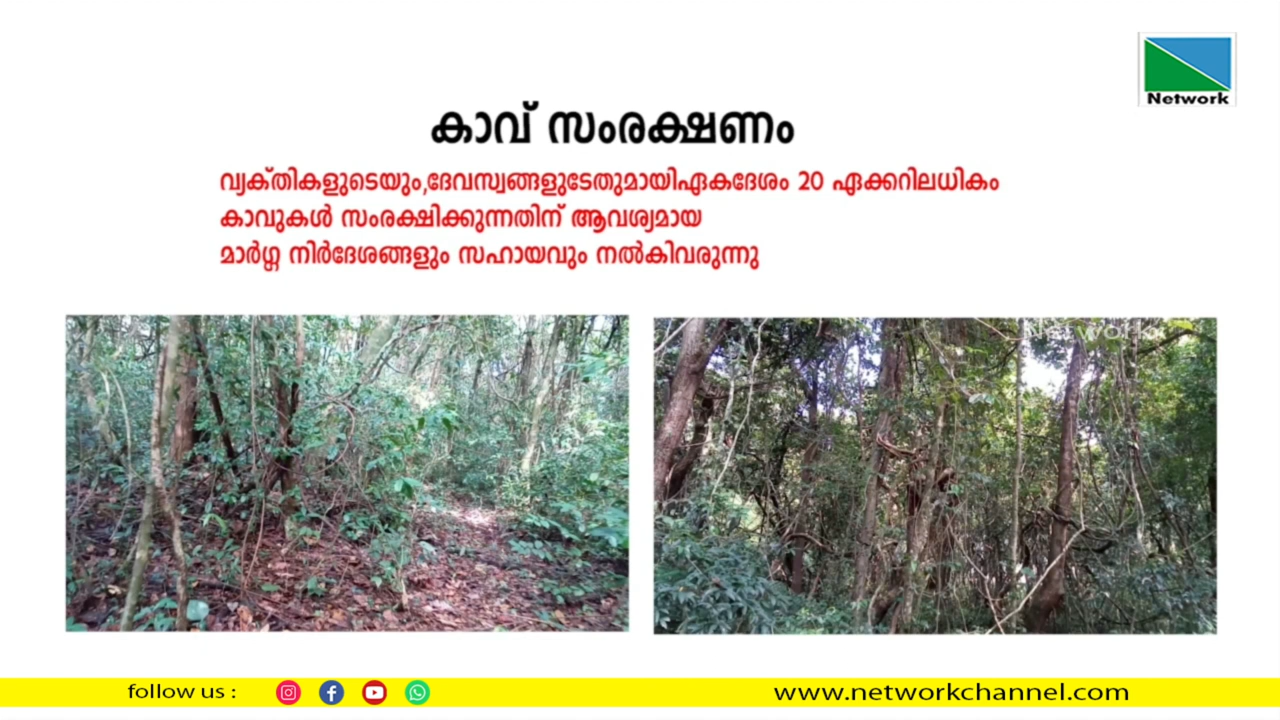 Network
കാവ് സംരക്ഷണം
വ്യക്തികളുടെയും,ദേവസ്വങ്ങളുടേതുമായിഏകദേശം 20 ഏക്കറിലധികം
കാവുകൾ സംരക്ഷിക്കുന്നതിന് ആവശ്യമായ
മാർഗ്ഗ നിർദേശങ്ങളും സഹായവും നൽകിവരുന്നു
Network
follow us :
www.networkchannel.com